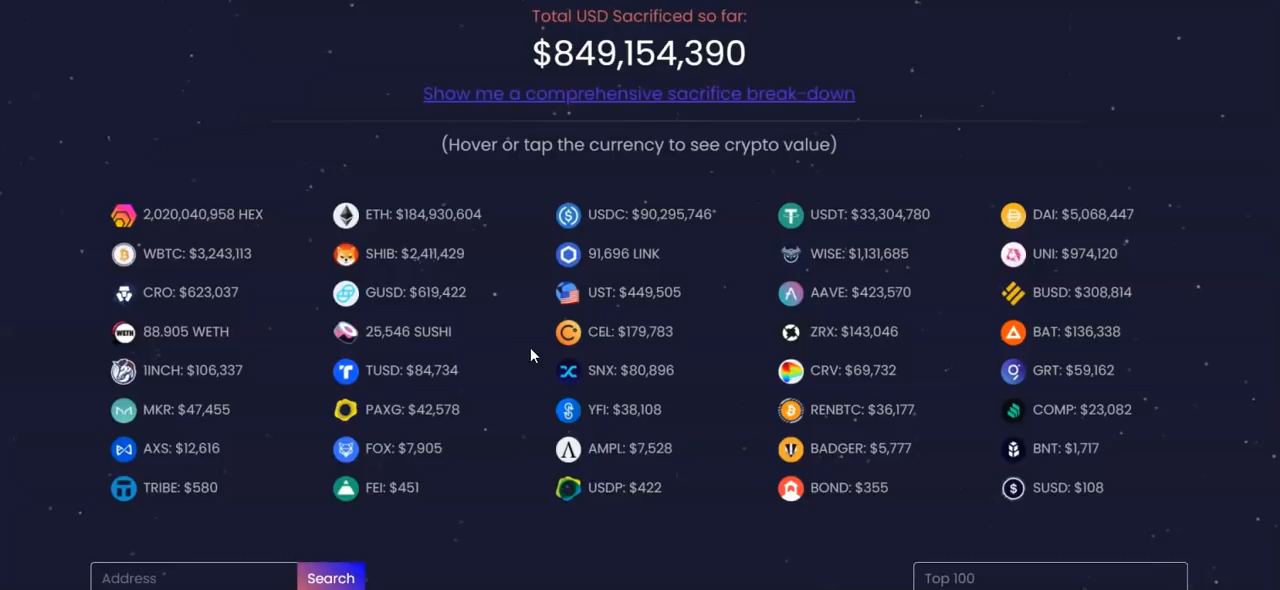 Total USD Sacrificed so far:
$849,154,390
Show me a comprehensive sacrifice break-down
(Hover or tap the currency to see crypto value)
2,020,040,958 HEX ETH: $184,930,604 USDC: $90,295,746 USDT: $33,304,780 DAI: $5,068,447
WBTC: $3,243,113 SHIB: $2,411,429 91,696 LINK WISE: $1,131,685 UNI: $974,120
CRO: $623,037 GUSD: $619,422 UST: $449,505 AAVE: $423,570 BUSD: $308,814
WETH 88.905 WETH 25,546 SUSHI CEL: $179,783 ZRX: $143,046 BAT: $136,338
1INCH: $106,337 TUSD: $84,734 SNX: $80,896 CRV: $69,732 GRT: $59,162
MKR: $47,455 PAXG: $42,578 YFI: $38,108 RENBTC: $36,177 COMP: $23,082
AXS: $12,616 FOX: $7,905 AMPL: $7,528 BADGER: $5,777 BNT: $1,717
TRIBE: $580 FEI: $451 USDP: $422 BOND: $355 SUSD: $108
Address Search Top 100